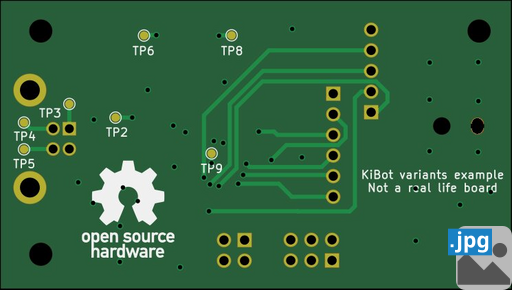 TP6
TP8
TP3
TP4
TP2
TP5
TP9
KiBot variants example
Not a real life board
open source
hardware
.jpg